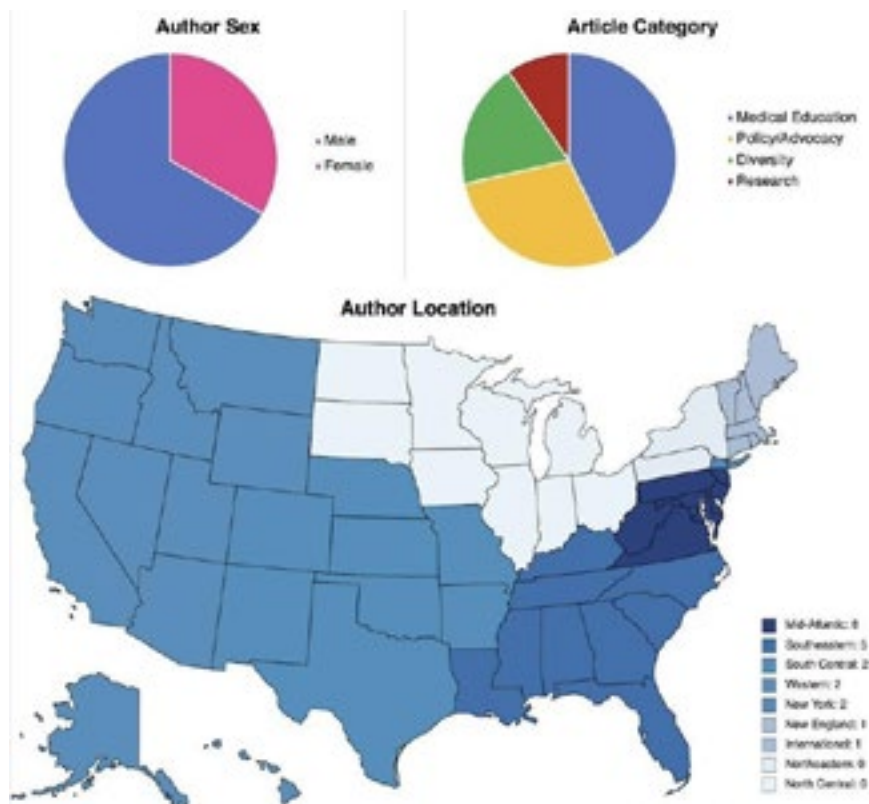 Author Sex
Male
Female
Article Category
Medical Education
Policy/Advocacy
Diversity
Research
Author Location
Mid-Atlantic: 8
Southeastern: 5
South Central: 2
Western: 2
New York: 2
New England: 1
International: 1
Northeastern: 0
North Central: 0